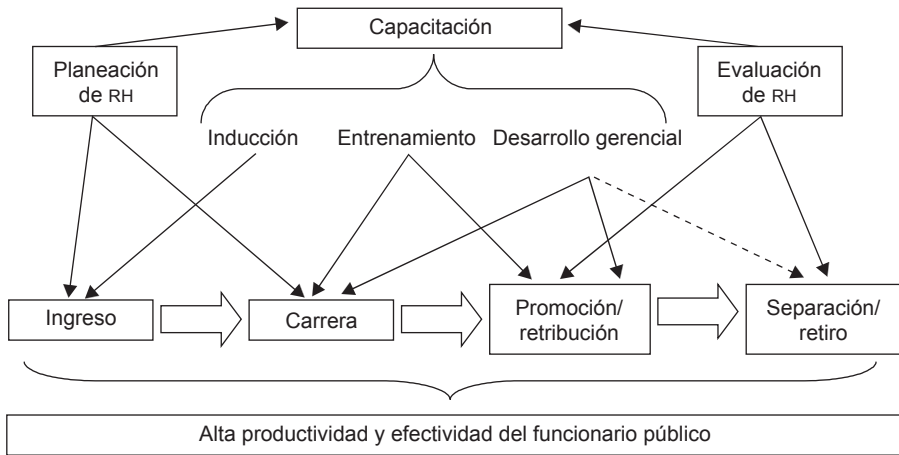 Capacitación
Planeación
de RH
Evaluación
de RH
Inducción
Entrenamiento
Desarrollo gerencial
Ingreso
Carrera
Promoción/
retribución
Separación/
retiro
Alta productividad y efectividad del funcionario público